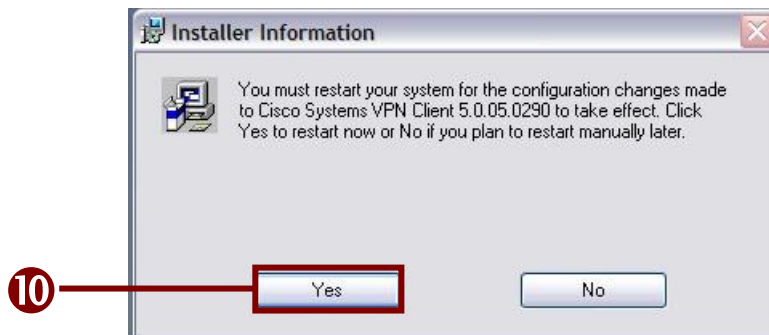 Installer Information
You must restart your system for the configuration changes made
to Cisco Systems VPN Client 5.0.05.0290 to take effect. Click
Yes to restart now or No if you plan to restart manually later.
10
Yes
No